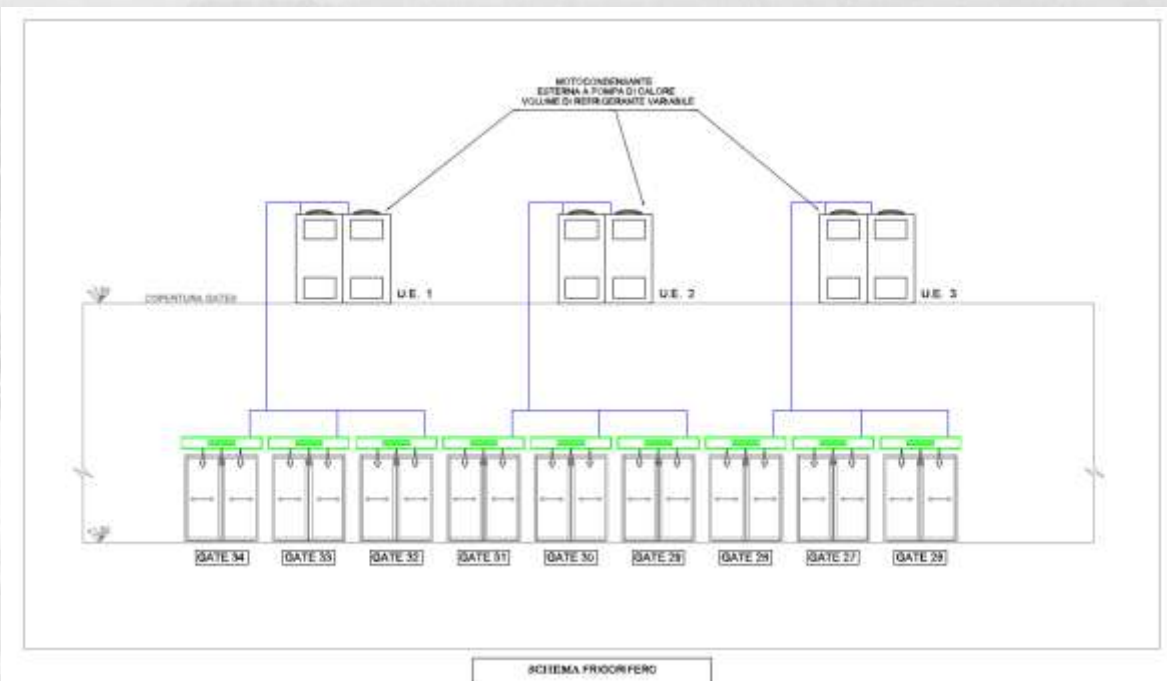 MOTOCONDENSANTE
ESTERNA A POMPA DI CALORE
VOLUME DI REFRIGERANTE VARIABILE
U.E. 1
U.E. 2
U.E. 3
COPERTURA GATES
GATE 34
GATE 33
GATE 32
GATE 31
GATE 30
GATE 29
GATE 28
GATE 27
GATE
SCHEMA FRIGORIFERO